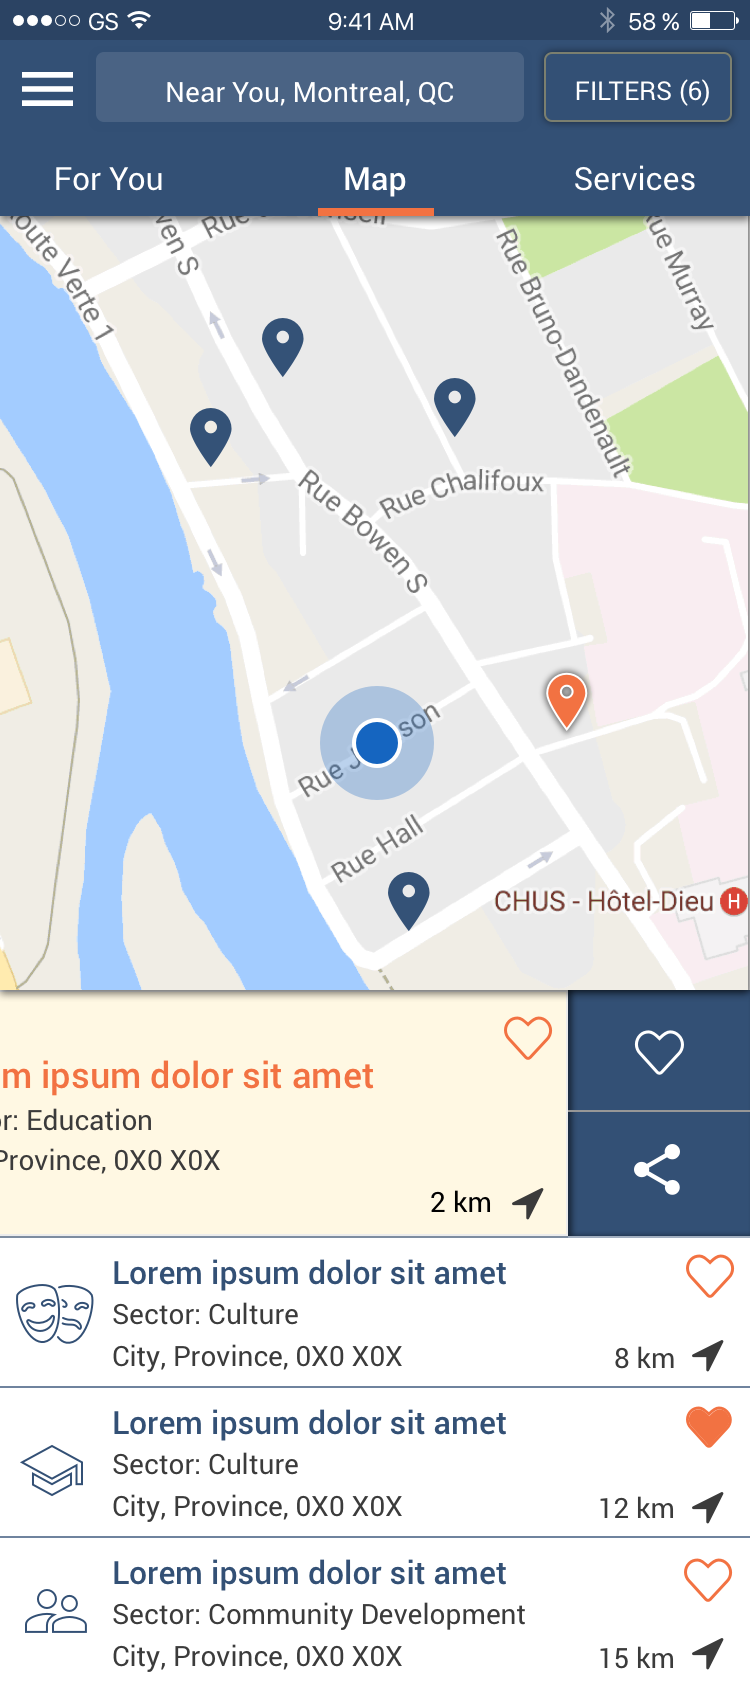 GS 9:41 AM 58 %
Near You, Montreal, QC
FILTERS (6)
For You Map Services
Rue
oute Verte 1
wen S
Rue Bruno-Dandenault
ue Murray
Rue Chalifoux
Rue Bowen S
Rue J son
Rue Hall
CHUS - Hôtel-Dieu H
m ipsum dolor sit amet
r: Education
Province, 0X0 X0X
2 km
Lorem ipsum dolor sit amet
Sector: Culture
City, Province, 0X0 X0X
8 km
Lorem ipsum dolor sit amet
Sector: Culture
City, Province, 0X0 X0X
12 km
Lorem ipsum dolor sit amet
Sector: Community Development
City, Province, 0X0 X0X
15 km